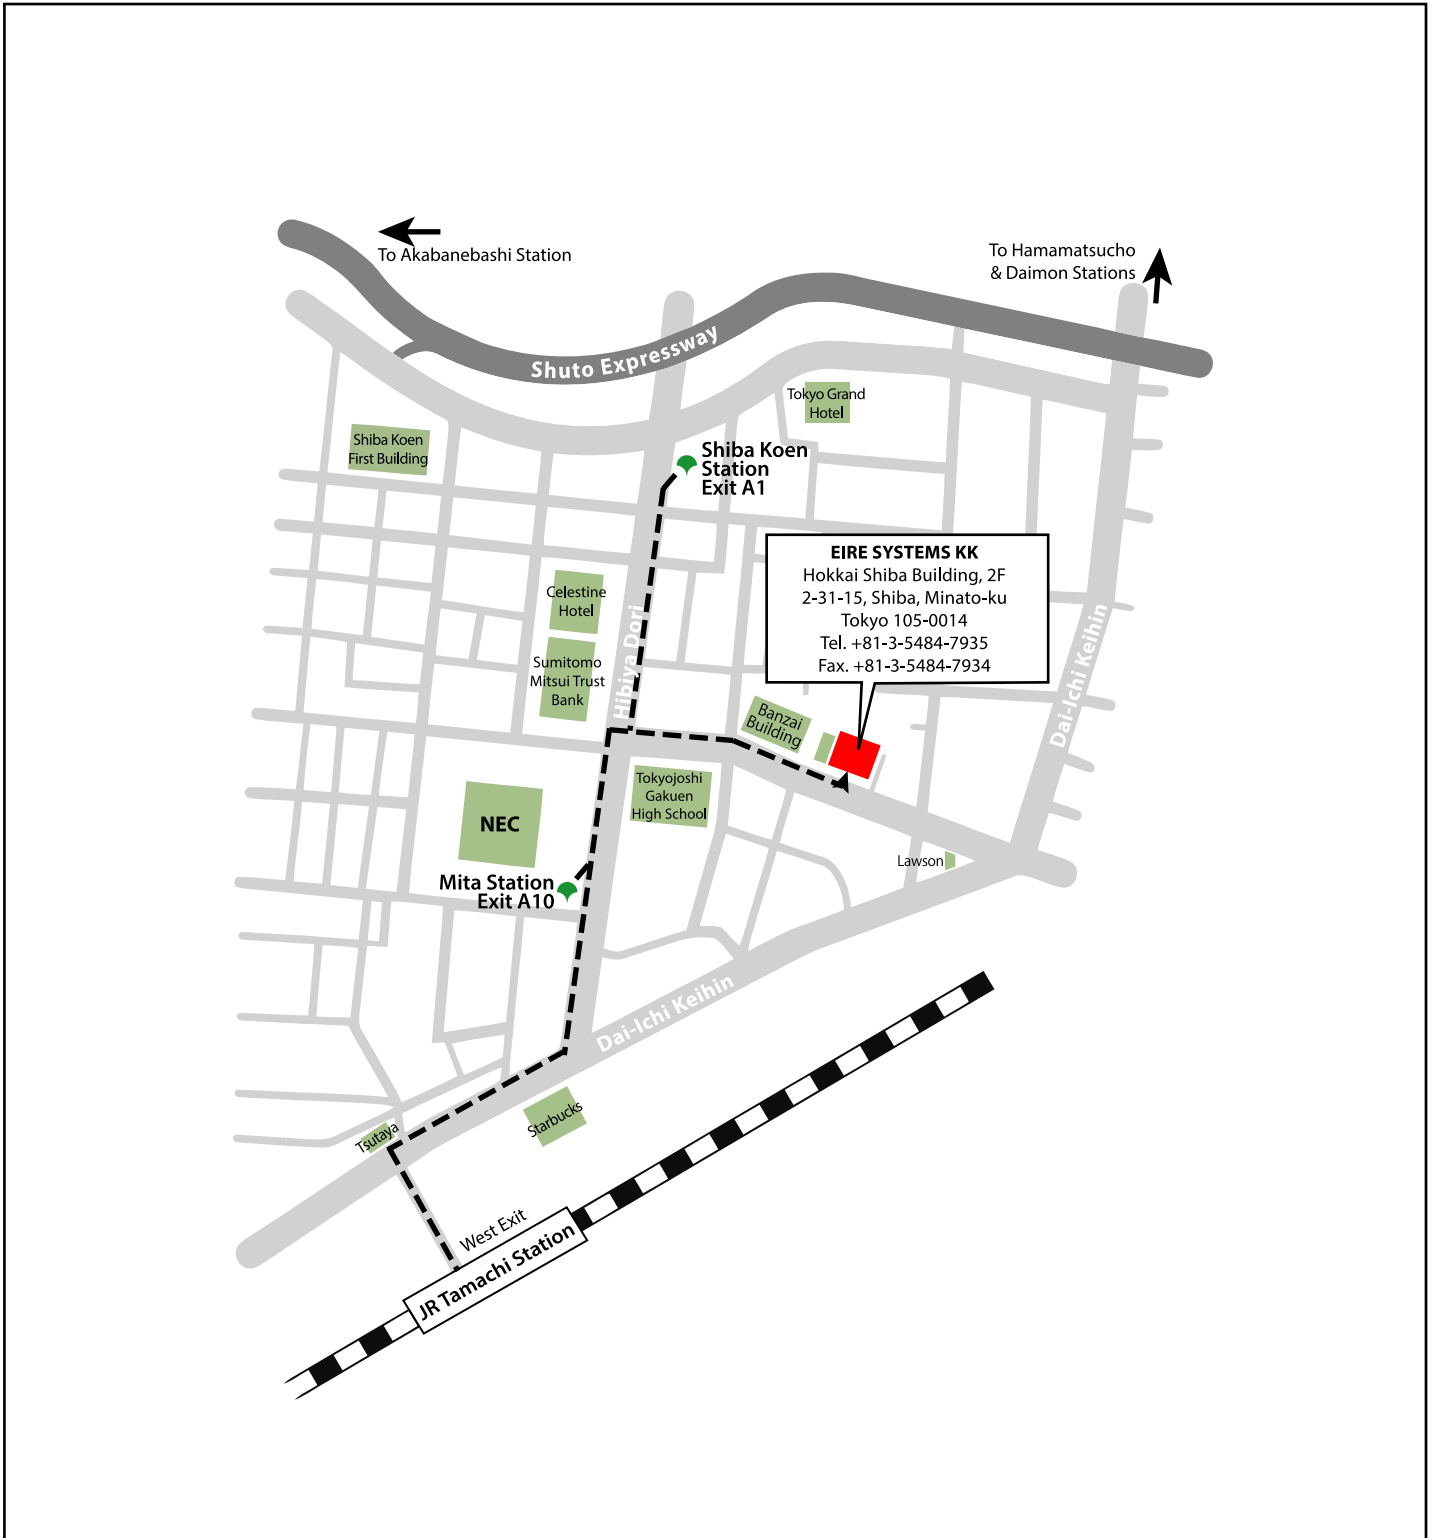 To Akabanebashi Station
To Hamamatsucho
& Daimon Stations
Shuto Expressway
Tokyo Grand
Hotel
Shiba Koen
First Building
Shiba Koen
Station
Exit A1
EIRE SYSTEMS KK
Hokkai Shiba Building, 2F
2-31-15, Shiba, Minato-ku
Tokyo 105-0014
Tel. +81-3-5484-7935
Fax. +81-3-5484-7934
Celestine
Hotel
Hibiya Dori
Dai-Ichi Keihin
Sumitomo
Mitsui Trust
Bank
Banzai
Building
Tokyojoshi
Gakuen
High School
NEC
Lawson
Mita Station
Exit A10
Dai-Ichi Keihin
Starbucks
Tsutaya
West Exit
JR Tamachi Station